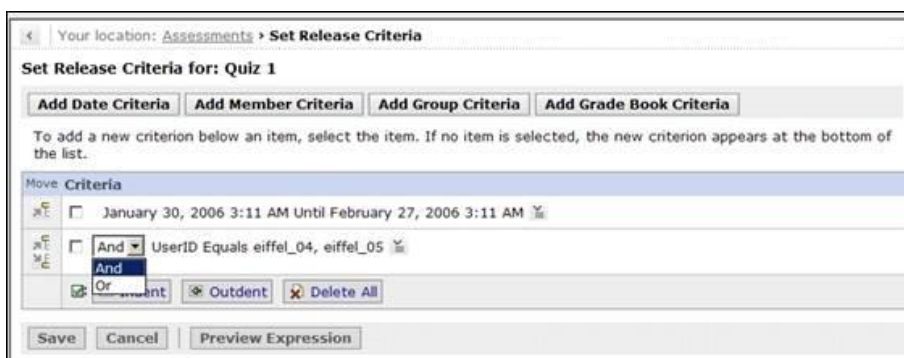 Your location: Assessments › Set Release Criteria
Set Release Criteria for: Quiz 1
Add Date Criteria Add Member Criteria Add Group Criteria Add Grade Book Criteria
To add a new criterion below an item, select the item. If no item is selected, the new criterion appears at the bottom of
the list.
Move Criteria
January 30, 2006 3:11 AM Until February 27, 2006 3:11 AM
And UserID Equals eiffel_04, eiffel_05
And
Or
Outdent Delete All
Save Cancel Preview Expression